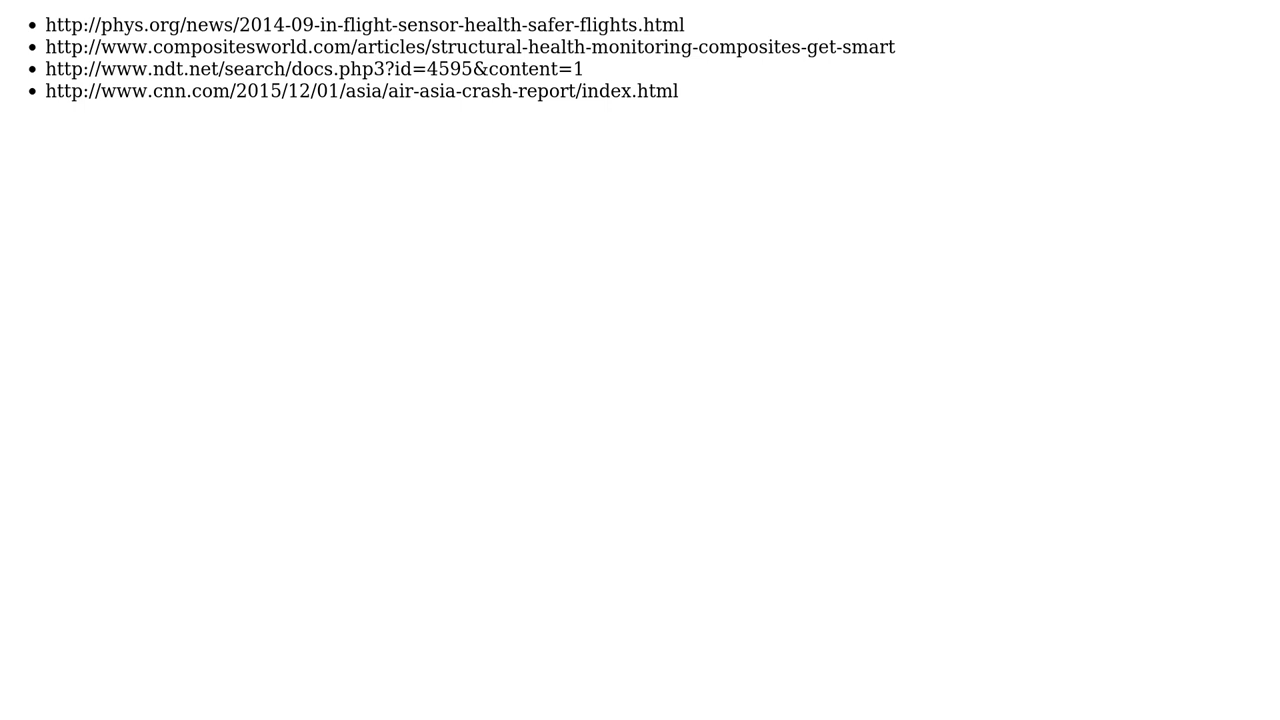 • http://phys.org/news/2014-09-in-flight-sensor-health-safer-flights.html
• http://www.compositesworld.com/articles/structural-health-monitoring-composites-get-smart
• http://www.ndt.net/search/docs.php3?id=4595&content=1
• http://www.cnn.com/2015/12/01/asia/air-asia-crash-report/index.html